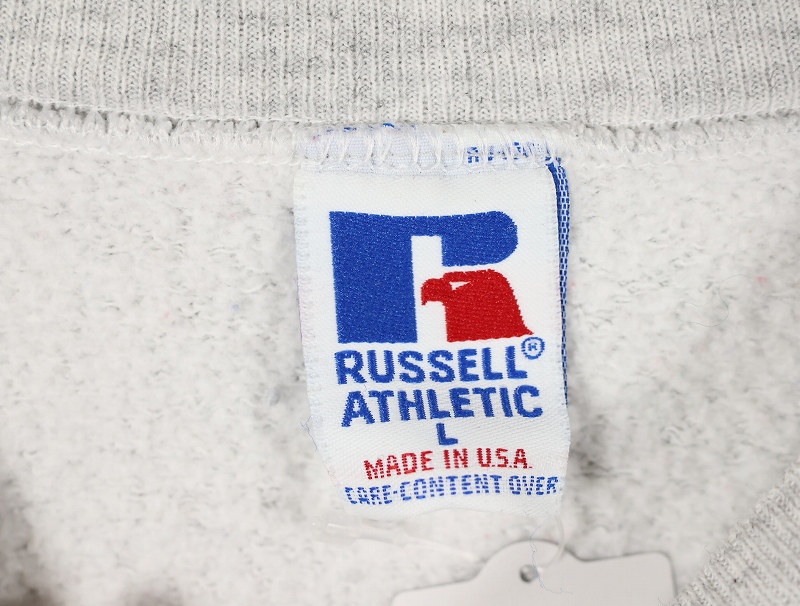 RUSSELL®
ATHLETIC
L
MADE IN U.S.A.
CARE-CONTENT OVER